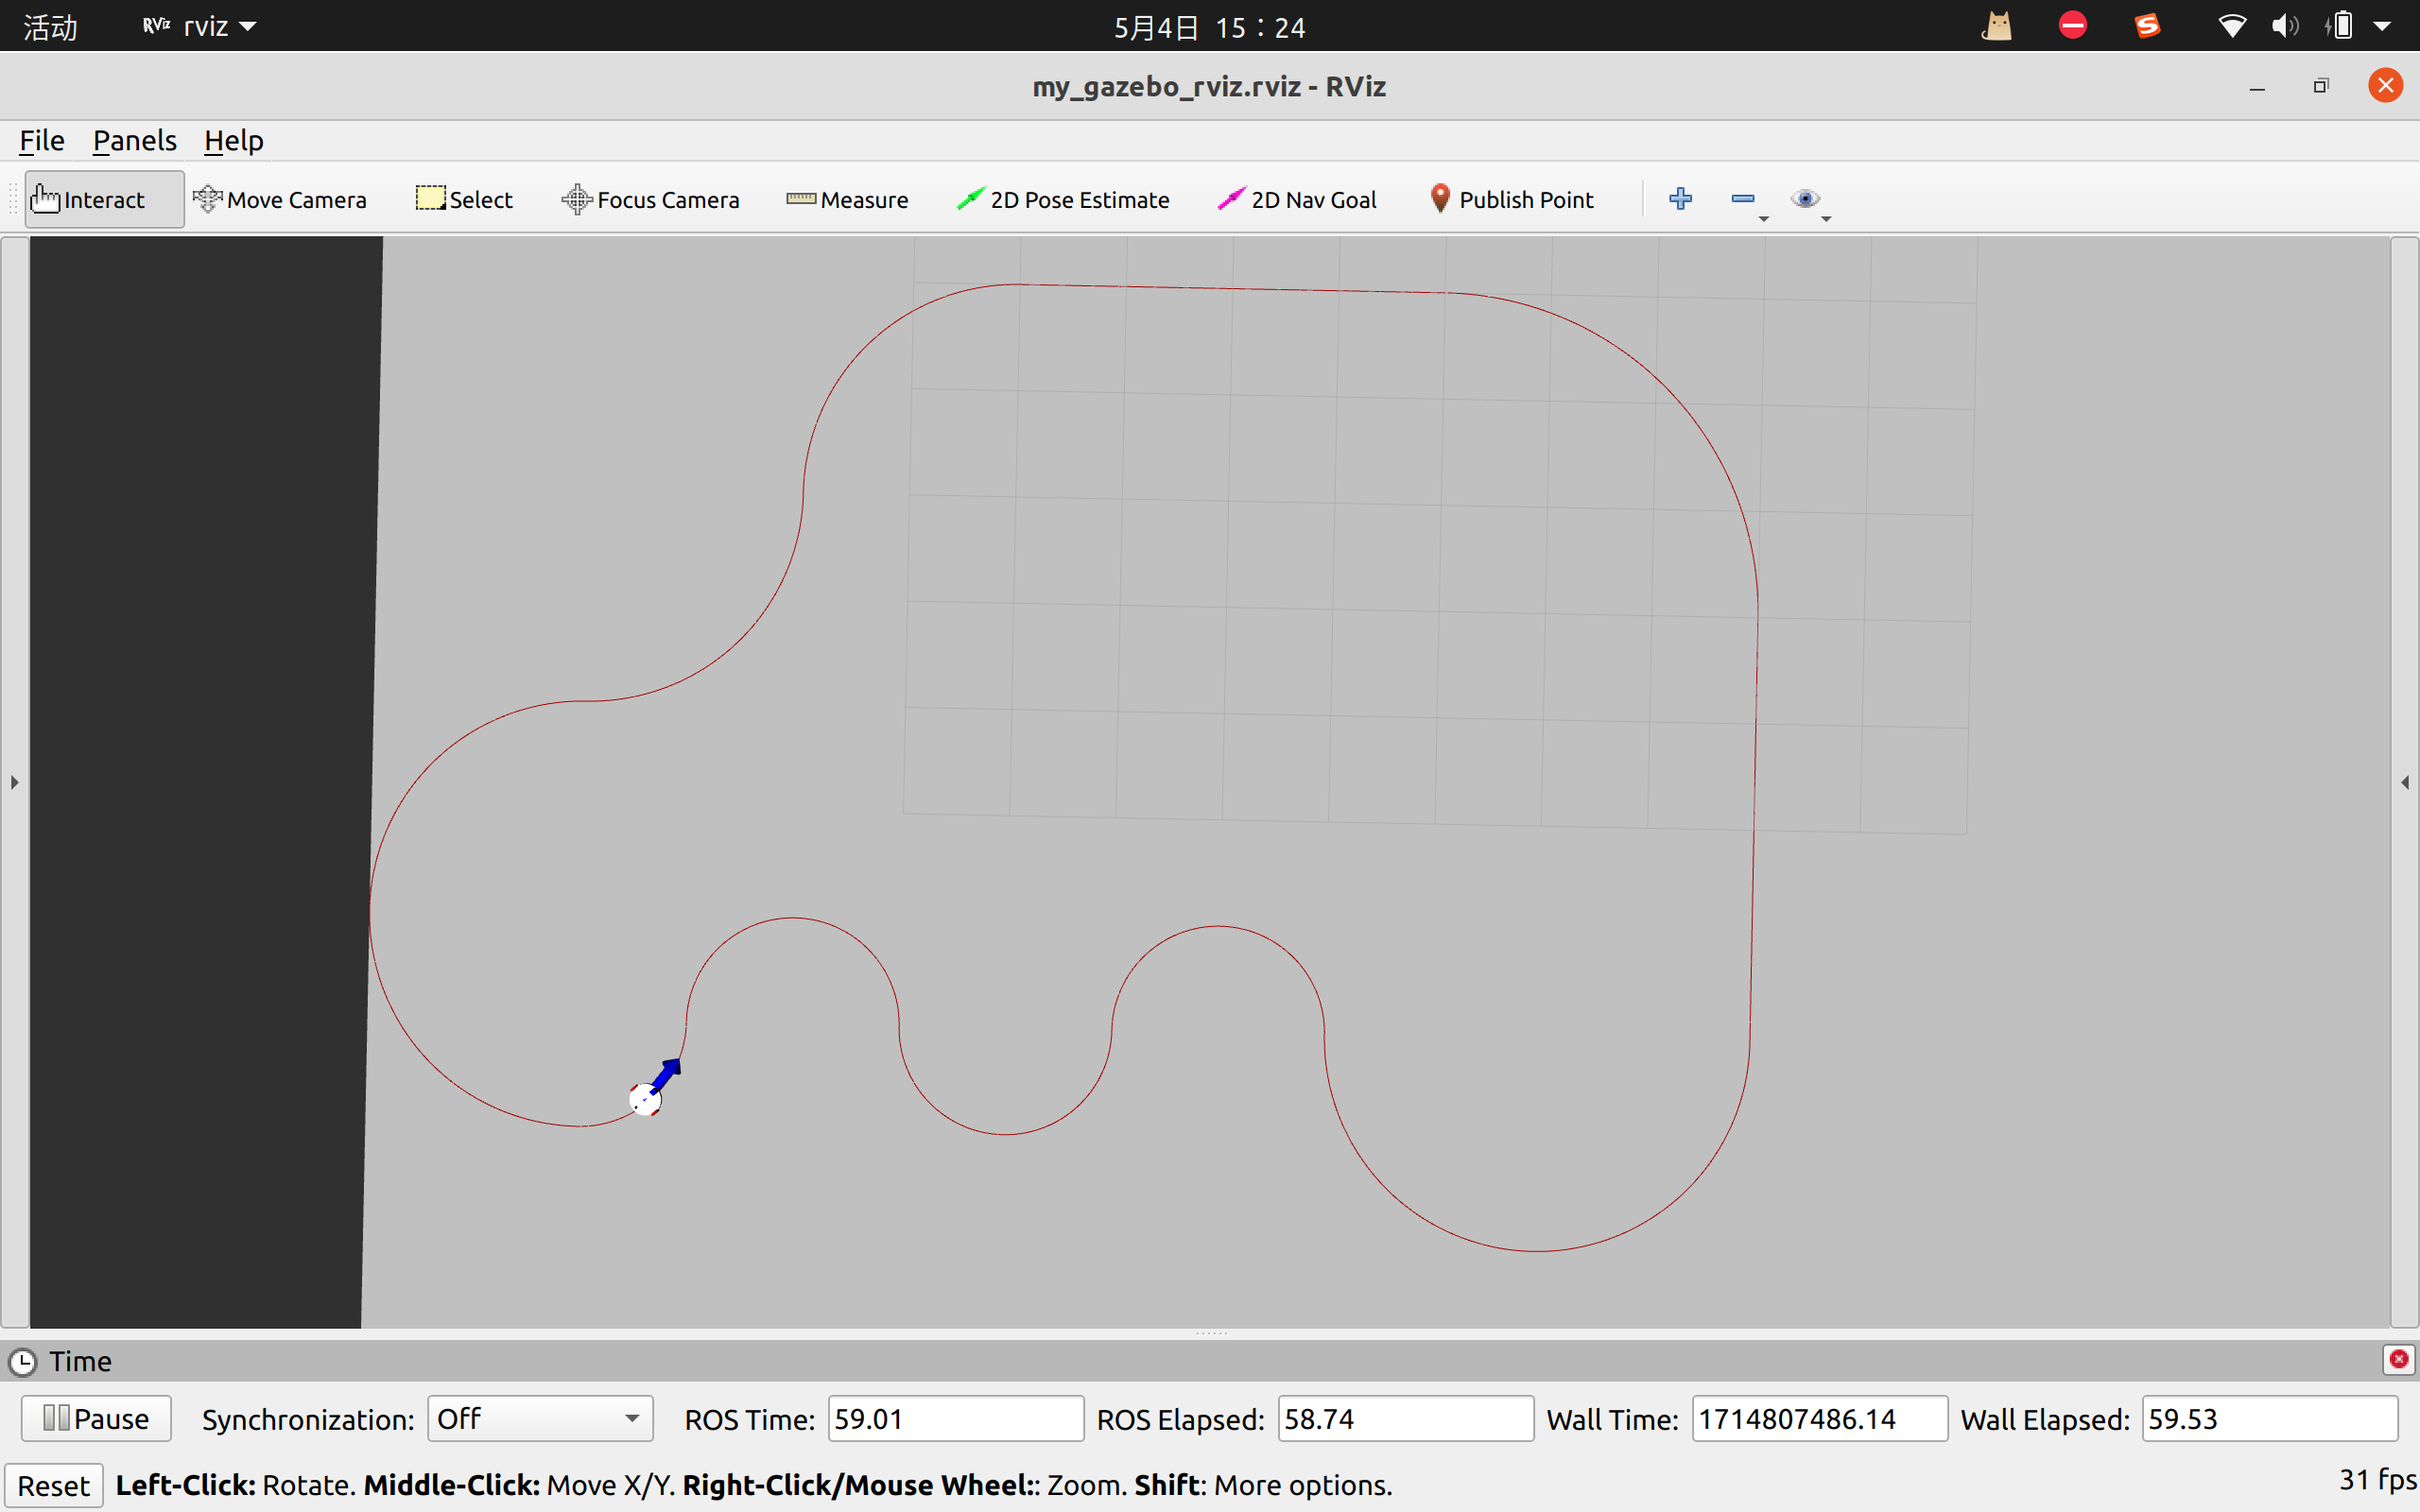 活动 RViz rviz 5月4日 15：24
my_gazebo_rviz.rviz - RViz
File Panels Help
Interact Move Camera Select Focus Camera Measure 2D Pose Estimate 2D Nav Goal Publish Point
Time
Pause Synchronization: Off ROS Time: 59.01 ROS Elapsed: 58.74 Wall Time: 1714807486.14 Wall Elapsed: 59.53
Reset Left-Click: Rotate. Middle-Click: Move X/Y. Right-Click/Mouse Wheel:: Zoom. Shift: More options. 31 fps